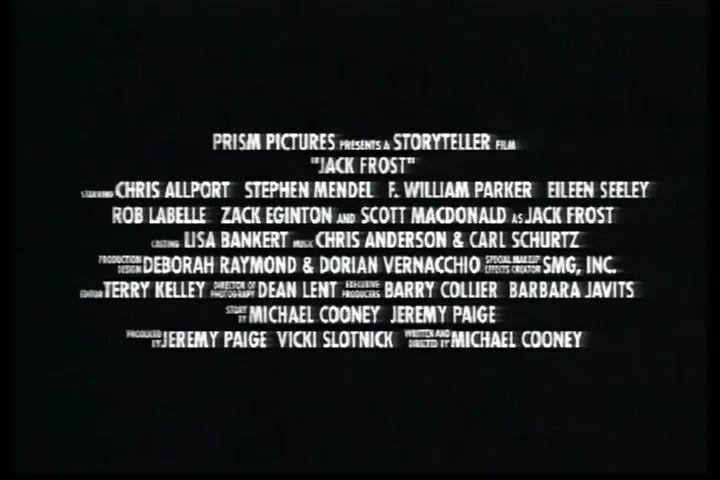 PRISM PICTURES PRESENTS A STORYTELLER FILM
"JACK FROST"
STARRING CHRIS ALLPORT STEPHEN MENDEL F. WILLIAM PARKER EILEEN SEELEY
ROB LABELLE ZACK EGINTON AND SCOTT MACDONALD AS JACK FROST
CASTING LISA BANKERT MUSIC CHRIS ANDERSON & CARL SCHURTZ
PRODUCTION DESIGN DEBORAH RAYMOND & DORIAN VERNACCHIO SPECIAL MAKEUP EFFECTS CREATOR SMG, INC.
EDITOR TERRY KELLEY DIRECTOR OF PHOTOGRAPY DEAN LENT EXECUTIVE PRODUCERS BARRY COLLIER BARBARA JAVITS
STORY BY MICHAEL COONEY JEREMY PAIGE
PRODUCED BY JEREMY PAIGE VICKI SLOTNICK WRITTEN AND DIRECTED BY MICHAEL COONEY